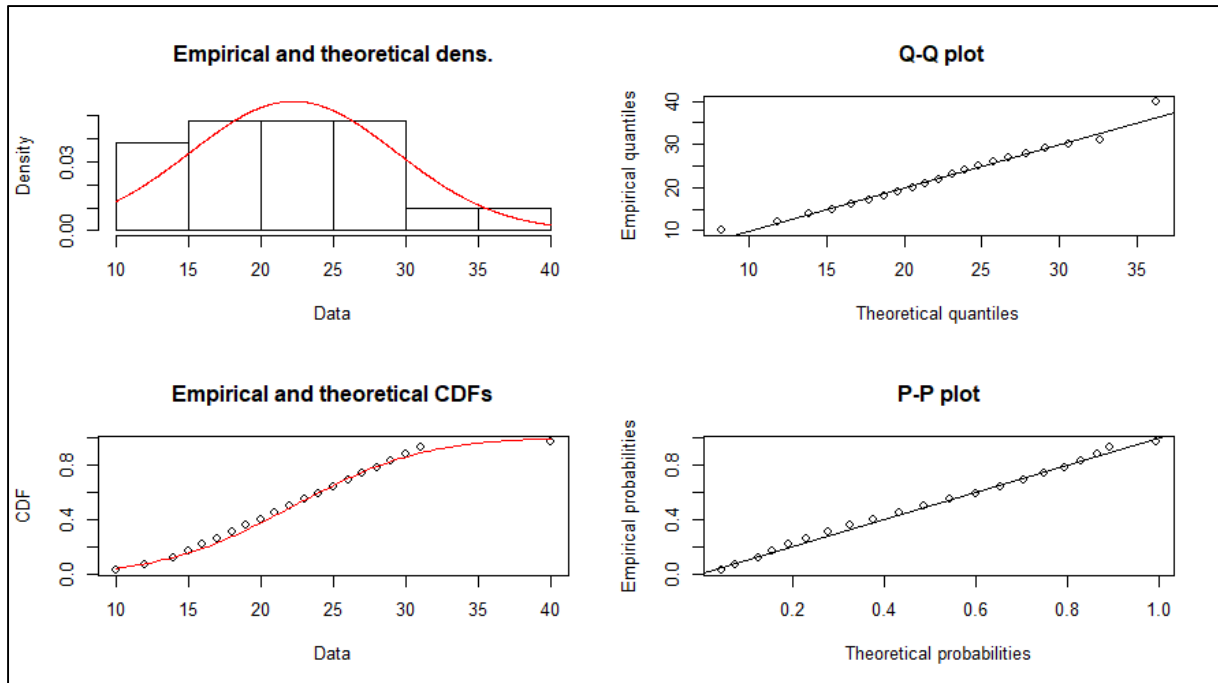 Empirical and theoretical dens.
Density
0.00 0.03
10 15 20 25 30 35 40
Data
Q-Q plot
Empirical quantiles
10 20 30 40
10 15 20 25 30 35
Theoretical quantiles
Empirical and theoretical CDFs
CDF
0.0 0.4 0.8
10 15 20 25 30 35 40
Data
P-P plot
Empirical probabilities
0.0 0.4 0.8
0.2 0.4 0.6 0.8 1.0
Theoretical probabilities